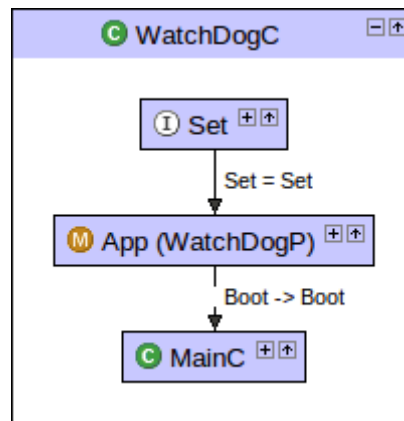 C WatchDogC
I Set
Set = Set
M App (WatchDogP)
Boot -> Boot
C MainC